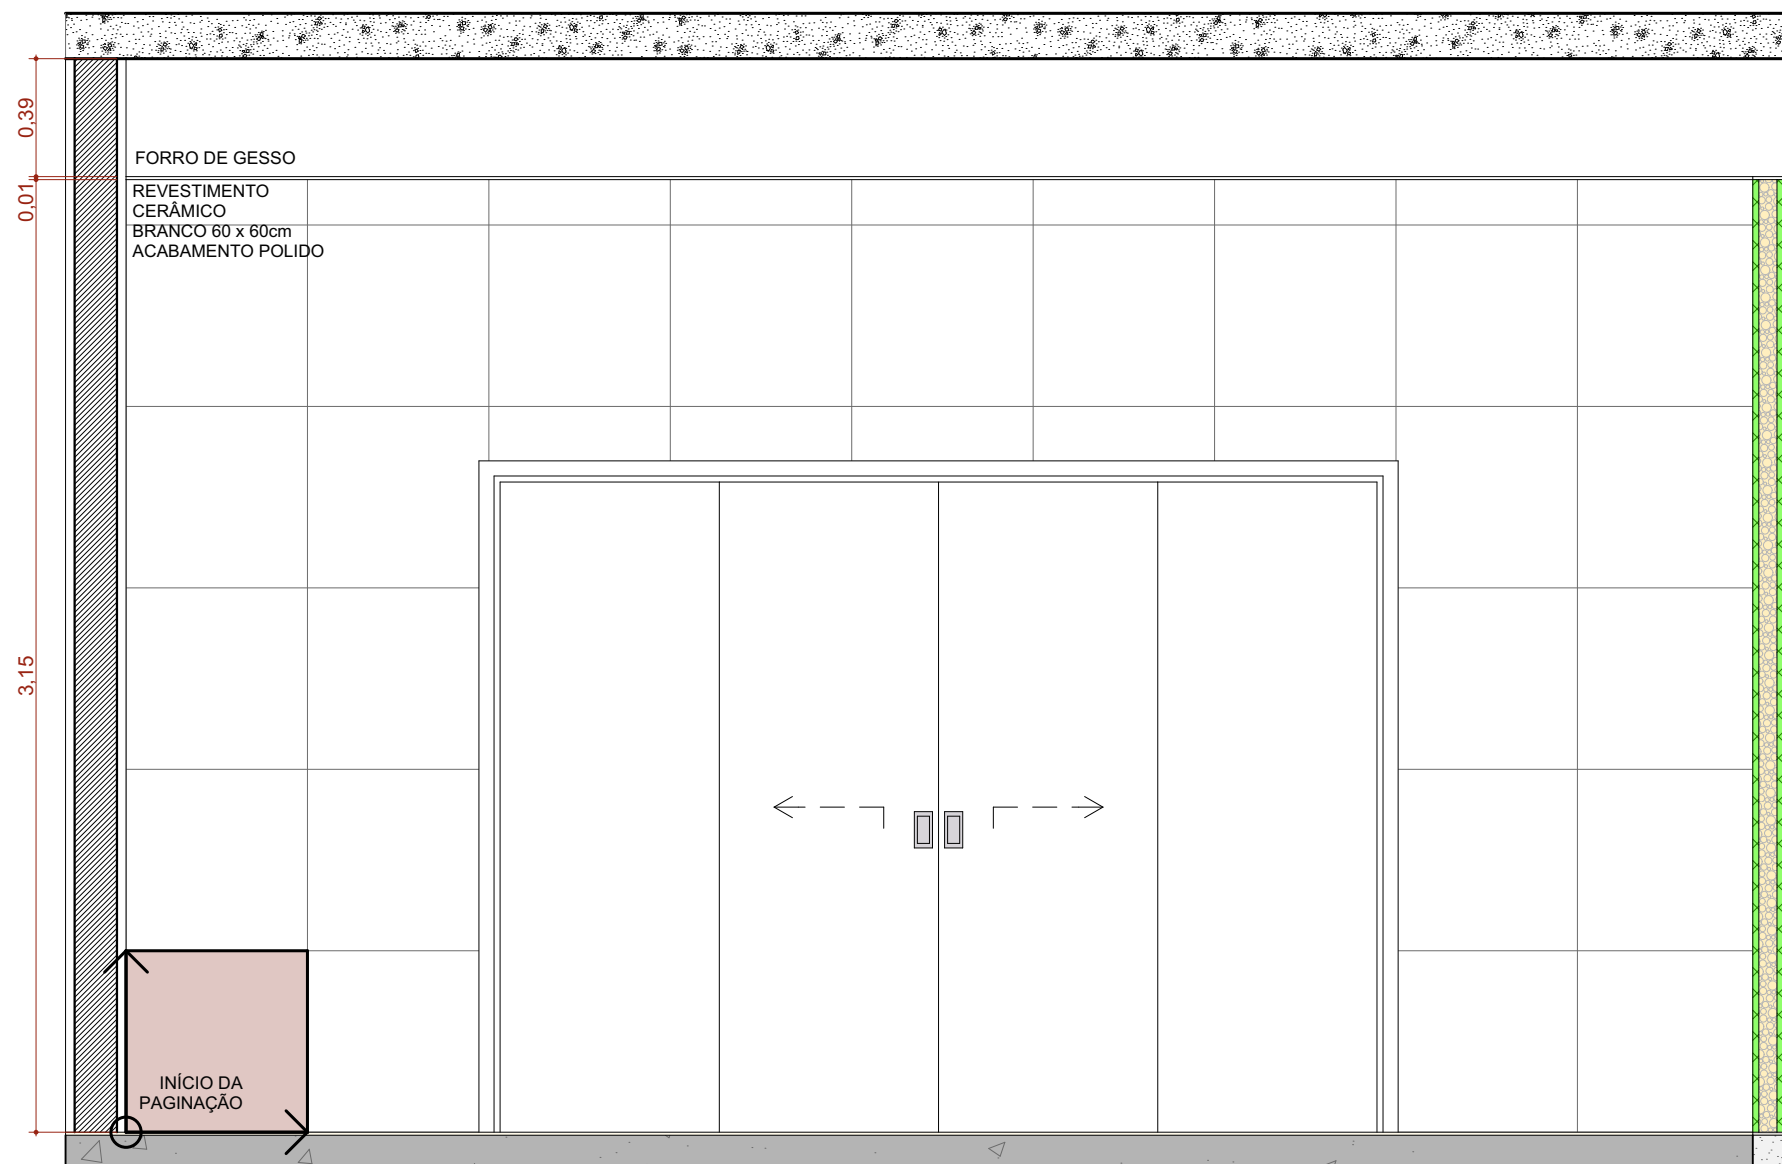 0,39
FORRO DE GESSO
0,01
REVESTIMENTO
CERÂMICO
BRANCO 60 x 60cm
ACABAMENTO POLIDO
3,15
INÍCIO DA
PAGINAÇÃO